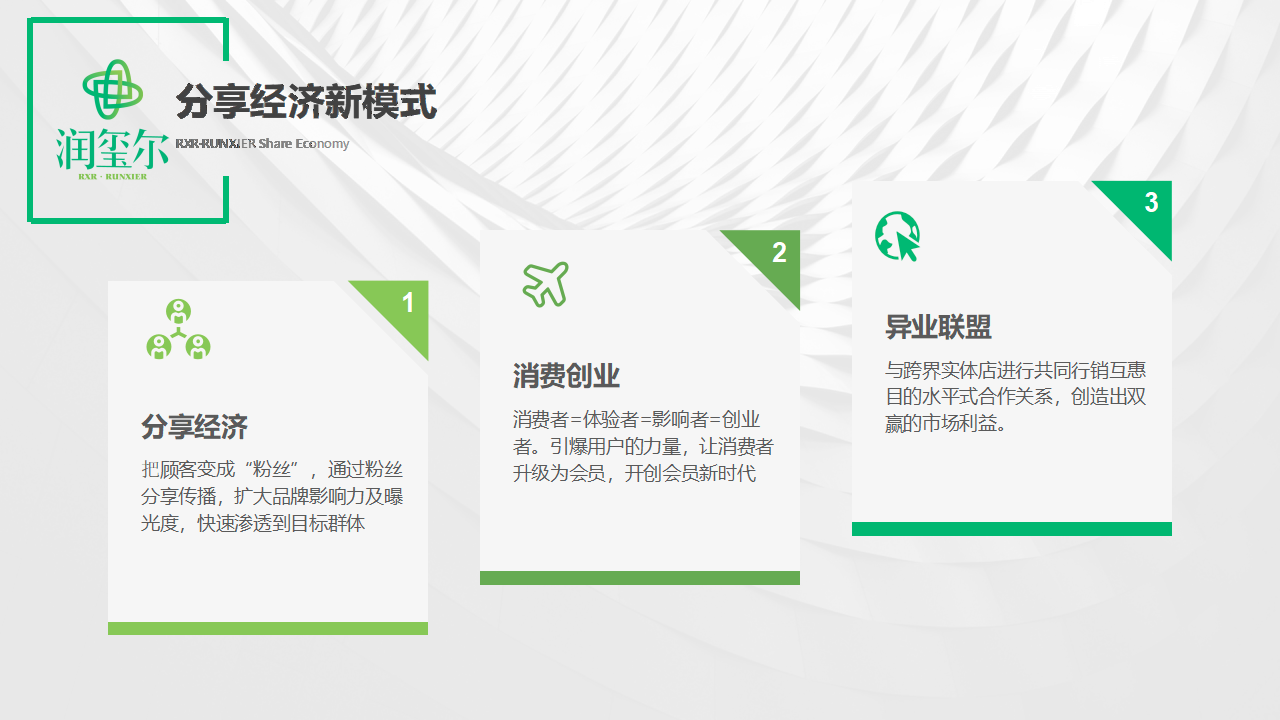 分享经济新模式
RXR-RUNXIER Share Economy
润玺尔
RXR · RUNXIER
1
分享经济
把顾客变成“粉丝”，通过粉丝
分享传播，扩大品牌影响力及曝
光度，快速渗透到目标群体
2
消费创业
消费者=体验者=影响者=创业
者。引爆用户的力量，让消费者
升级为会员，开创会员新时代
3
异业联盟
与跨界实体店进行共同行销互惠
目的水平式合作关系，创造出双
赢的市场利益。